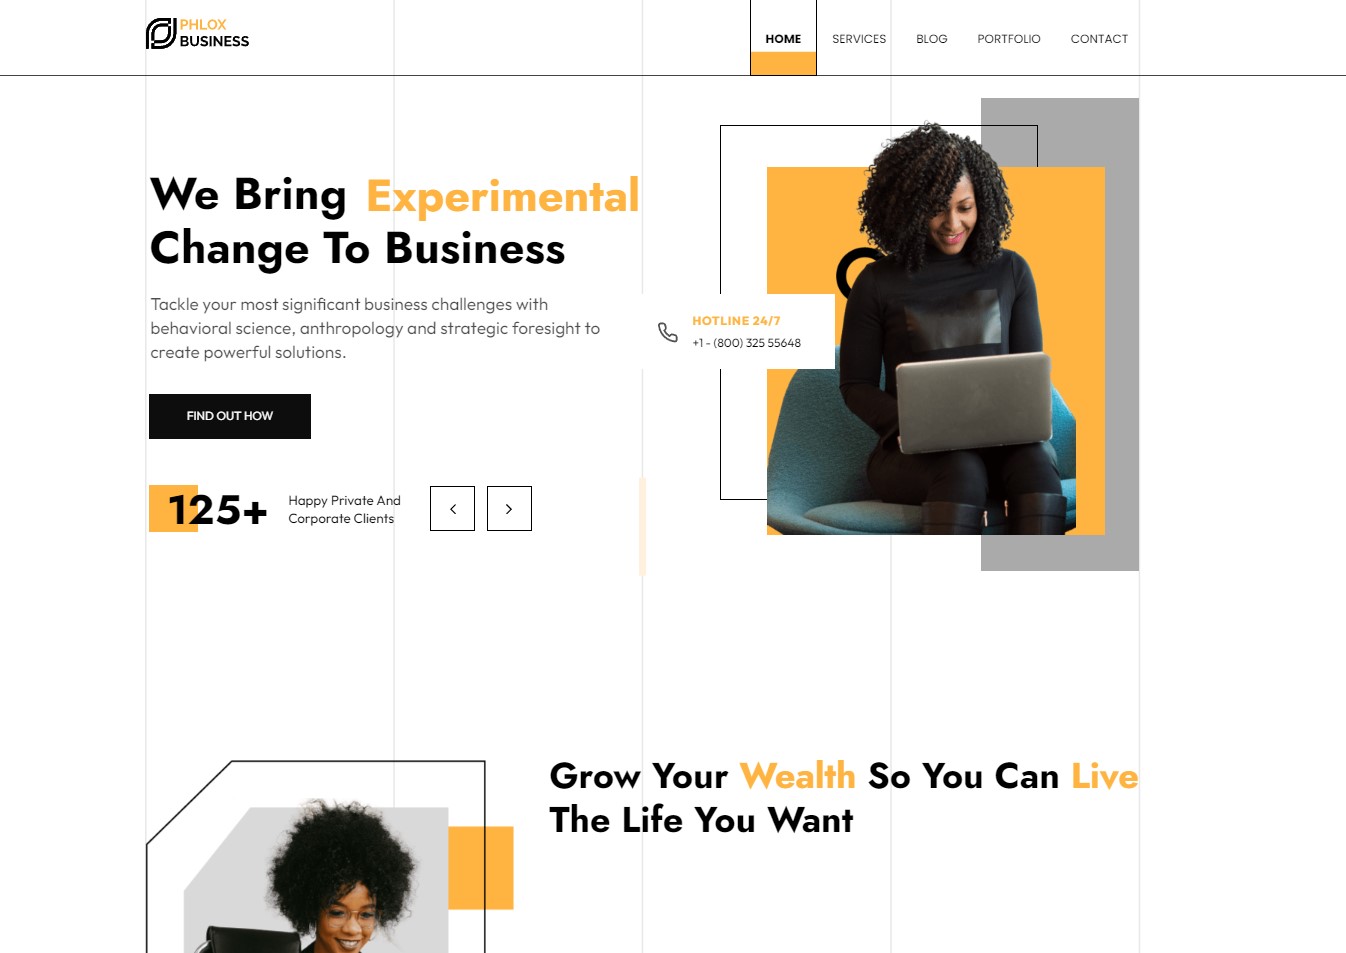 PHLOX
BUSINESS
HOME
SERVICES
BLOG
PORTFOLIO
CONTACT
We Bring Experimental
Change To Business
Tackle your most significant business challenges with
behavioral science, anthropology and strategic foresight to
create powerful solutions.
HOTLINE 24/7
+1 - (800) 325 55648
FIND OUT HOW
125+
Happy Private And
Corporate Clients
Grow Your Wealth So You Can Live
The Life You Want